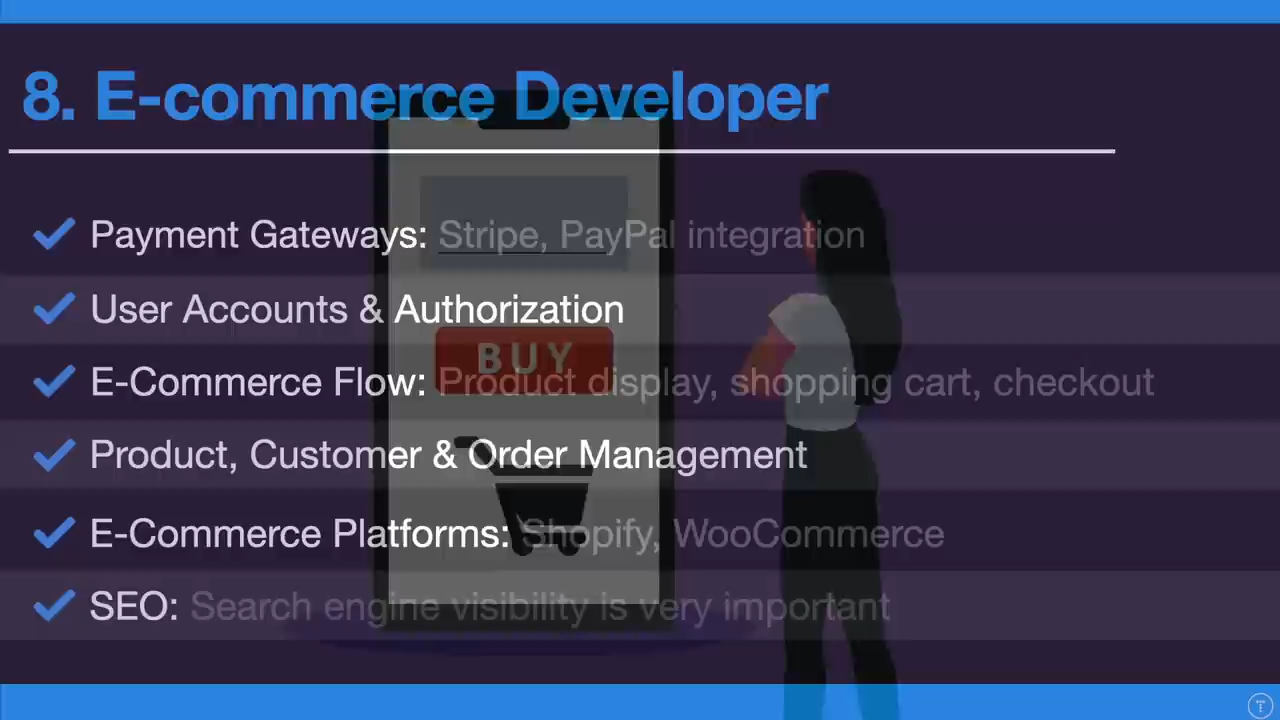 8. E-commerce Developer
Payment Gateways: Stripe, PayPal integration
User Accounts & Authorization
BUY
E-Commerce Flow: Product display, shopping cart, checkout
Product, Customer & Order Management
E-Commerce Platforms: Shopify, WooCommerce
SEO: Search engine visibility is very important
T